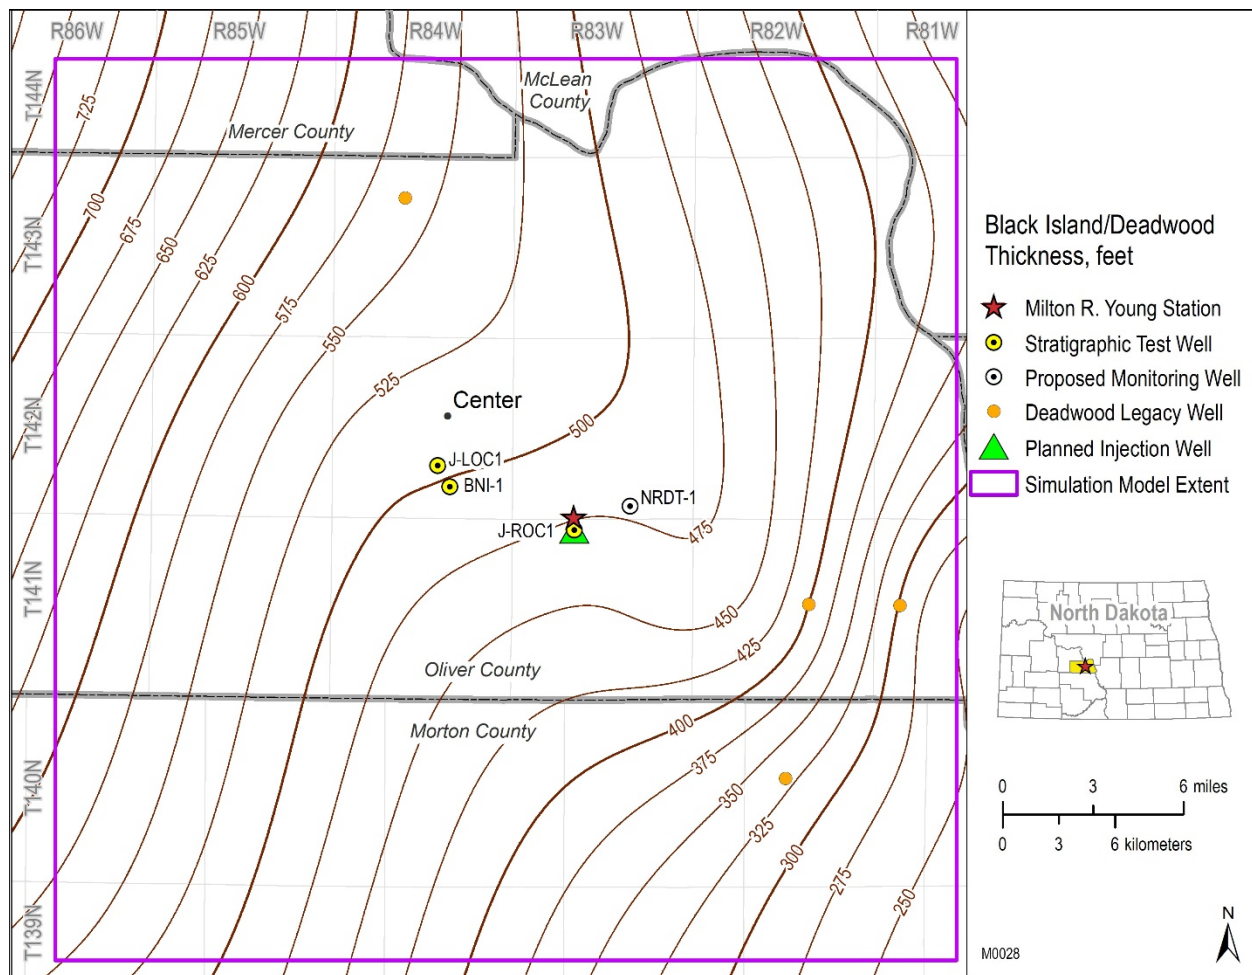 R86W
R85W
R84W
R83W
R82W
R81W
McLean
County
T144N
725
Mercer County
700
T143N
675
650
625
600
575
550
525
Center
T142N
500
J-LOC1
BNI-1
NRDT-1
J-ROC1
475
T141N
450
425
Oliver County
Morton County
400
375
T140N
350
325
300
275
250
T139N
Black Island/Deadwood
Thickness, feet
Milton R. Young Station
Stratigraphic Test Well
Proposed Monitoring Well
Deadwood Legacy Well
Planned Injection Well
Simulation Model Extent
North Dakota
0 3 6 miles
0 3 6 kilometers
N
M0028